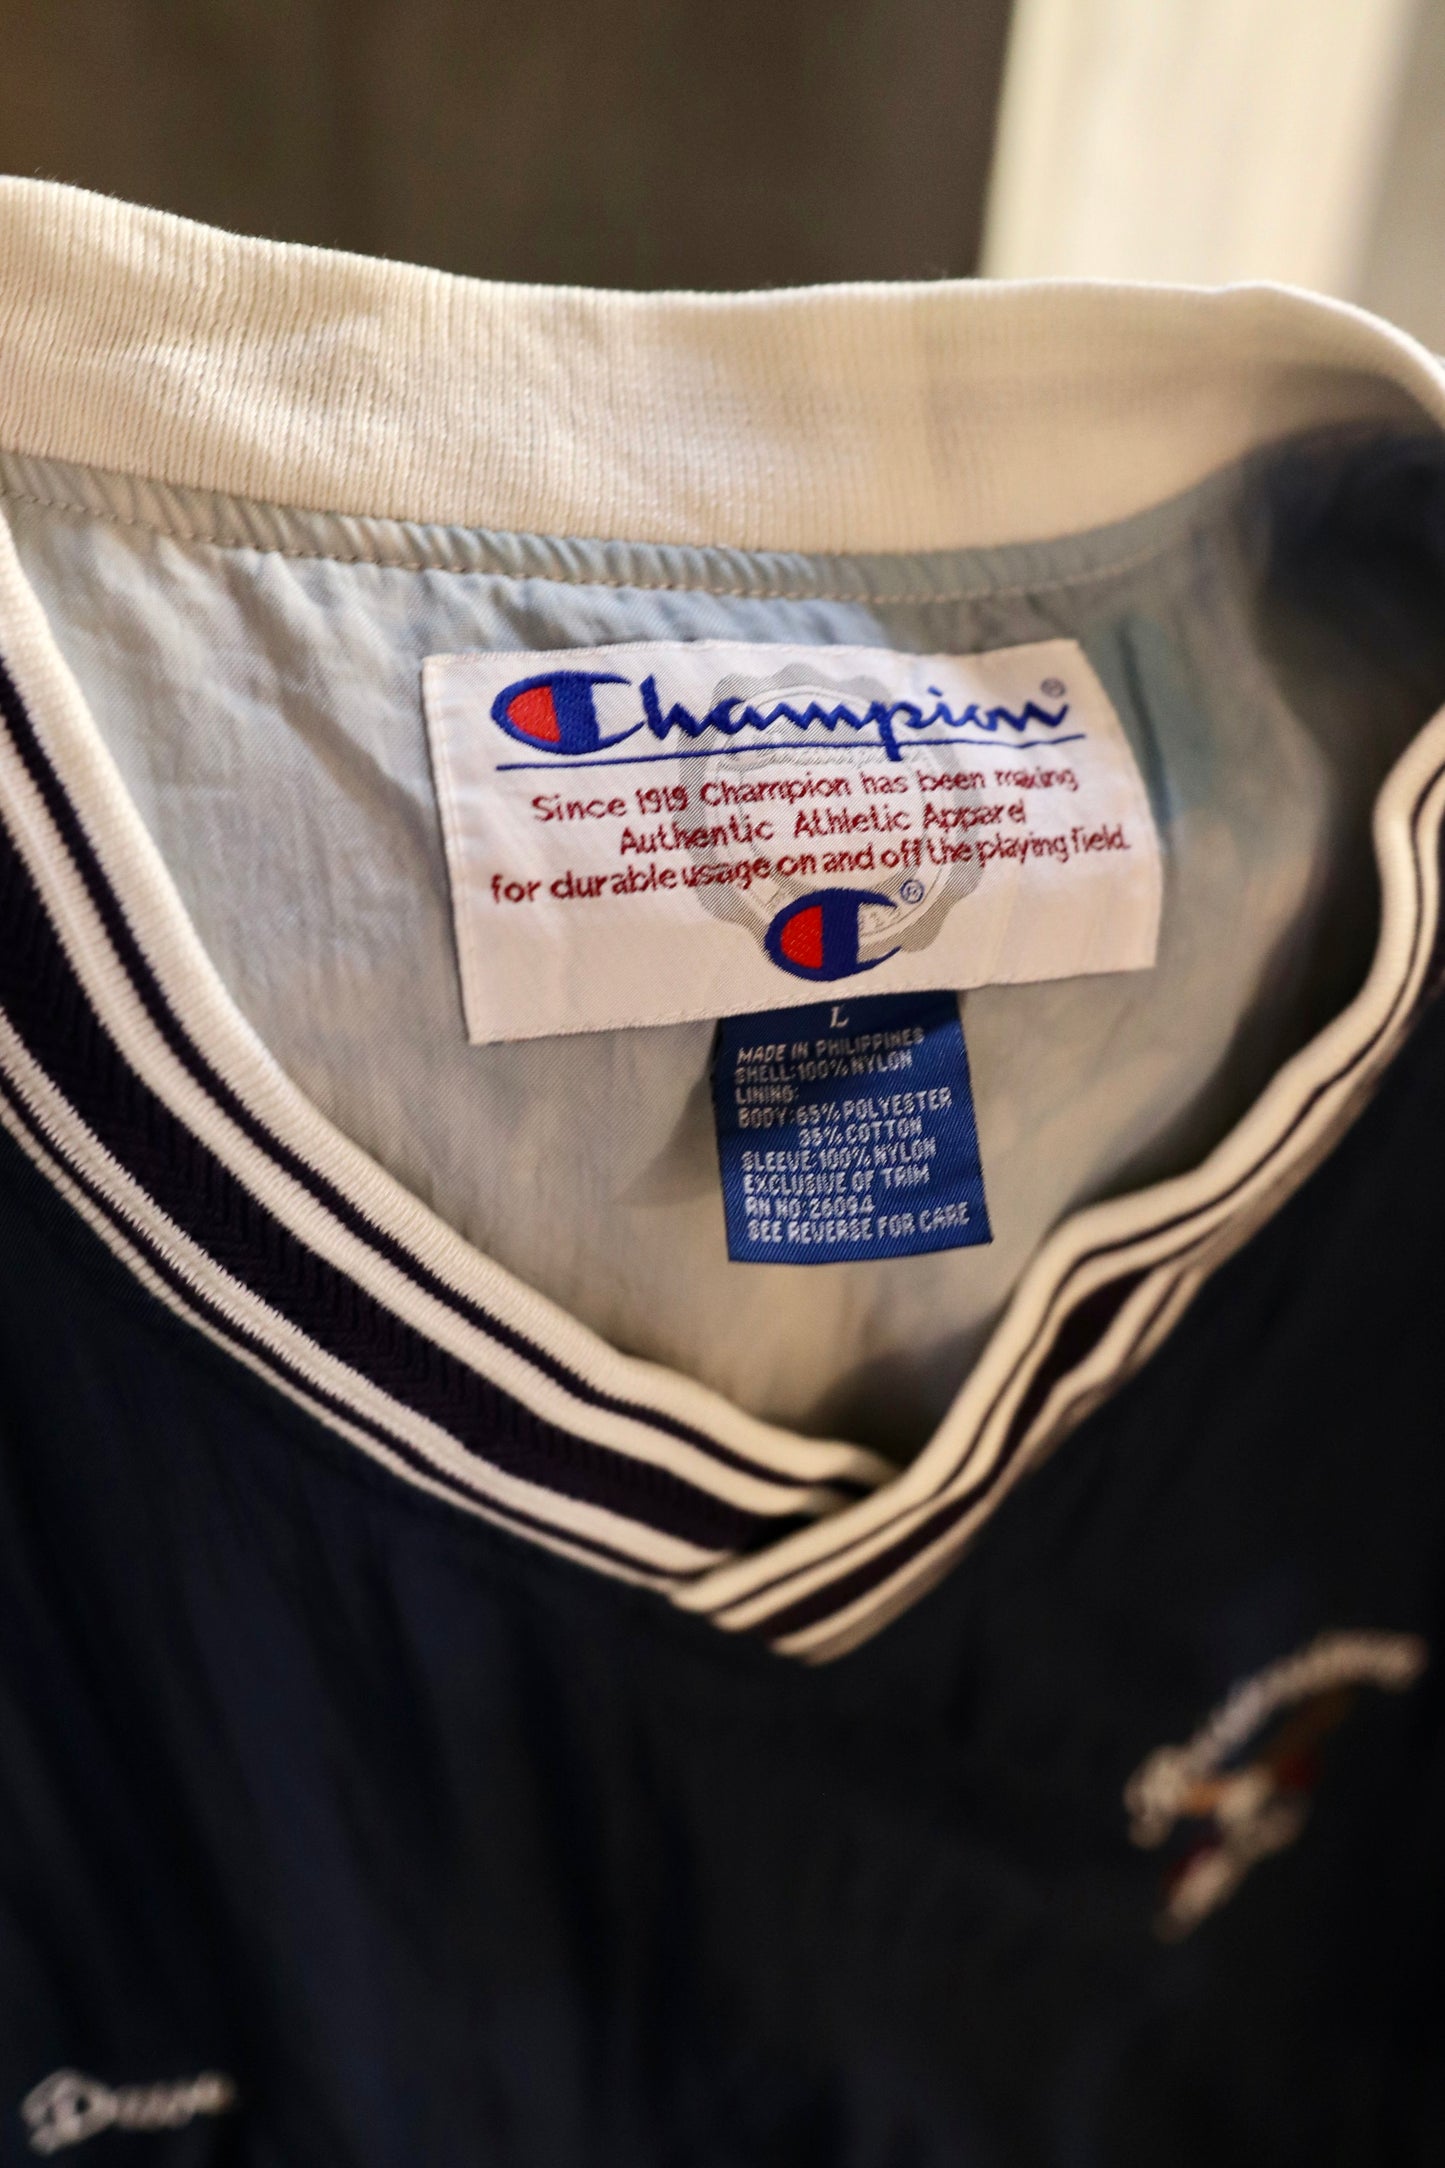 Champion®
Since 1919 Champion has been making
Authentic Athletic Apparel
for durable usage on and off the playing field.
®
L
MADE IN PHILIPPINES
SHELL:100% NYLON
LINING:
BODY:65% POLYESTER
35% COTTON
SLEEVE:100% NYLON
EXCLUSIVE OF TRIM
RN NO:26094
SEE REVERSE FOR CARE